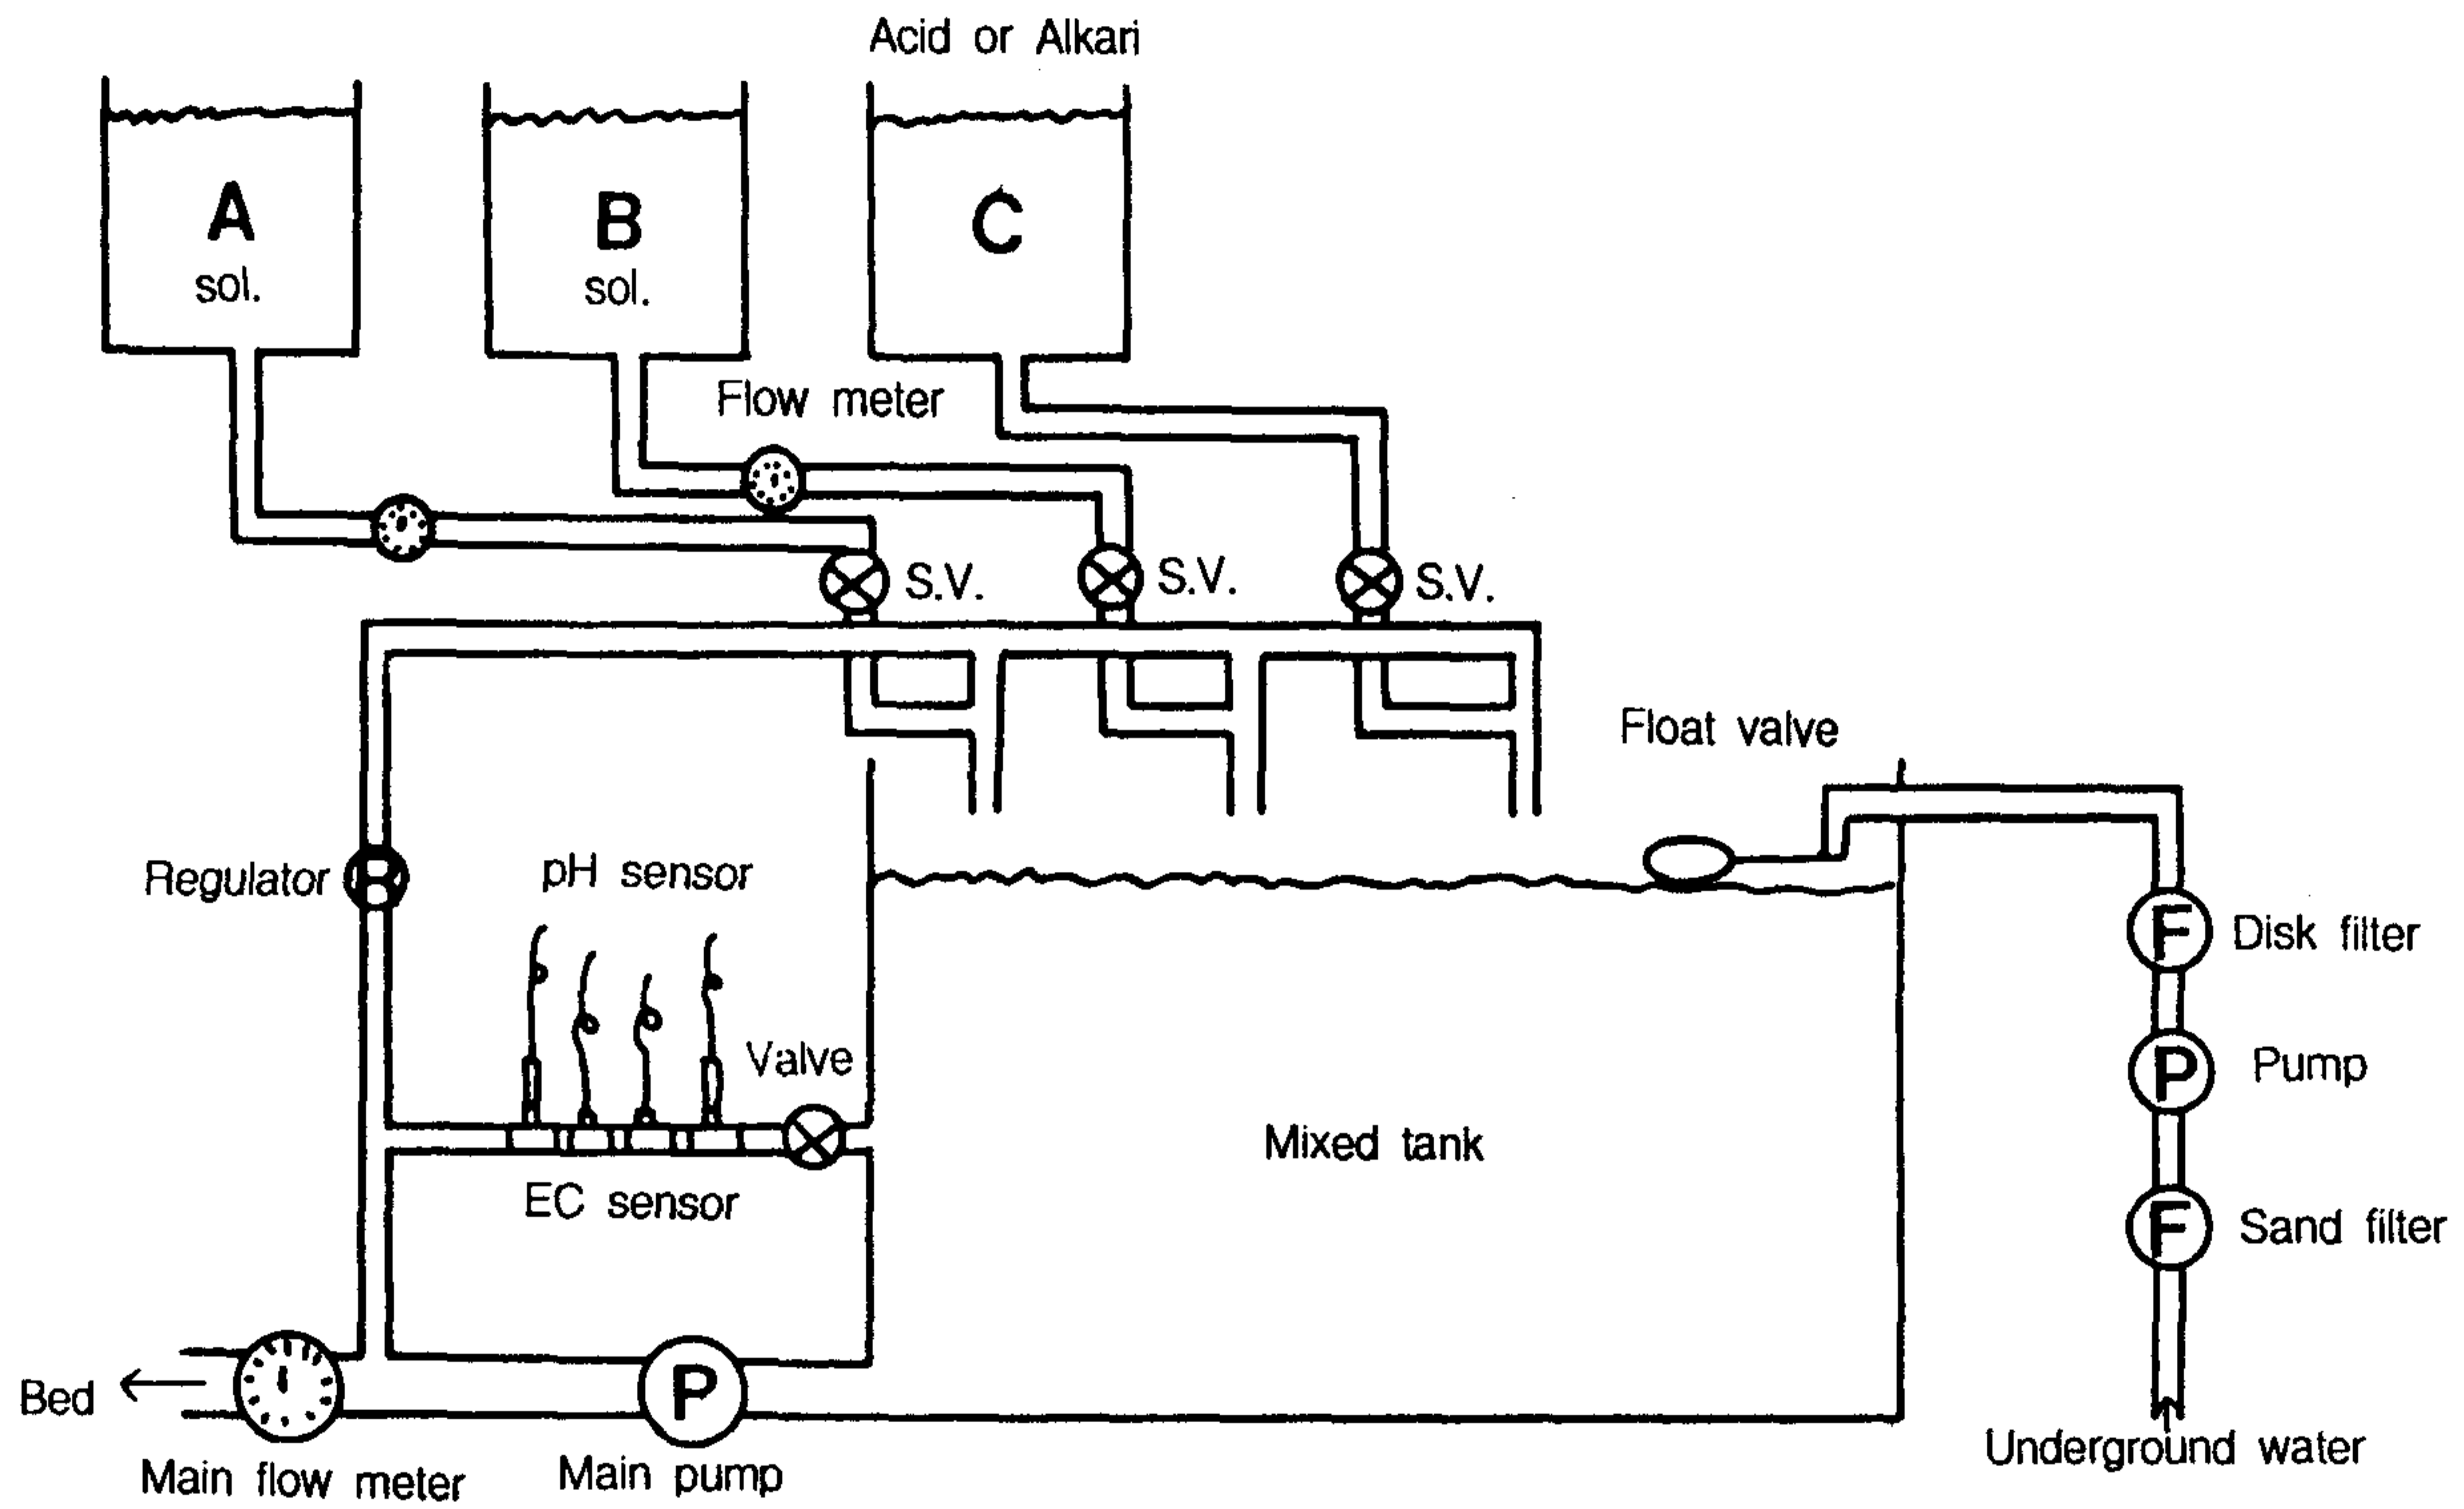 Acid or Alkari
A
sol.
B
sol.
C
Flow meter
S.V.
S.V.
S.V.
Float valve
Regulator
R
pH sensor
F
Disk filter
Valve
P
Pump
Mixed tank
EC sensor
F
Sand filter
Bed
P
Underground water
Main flow meter
Main pump